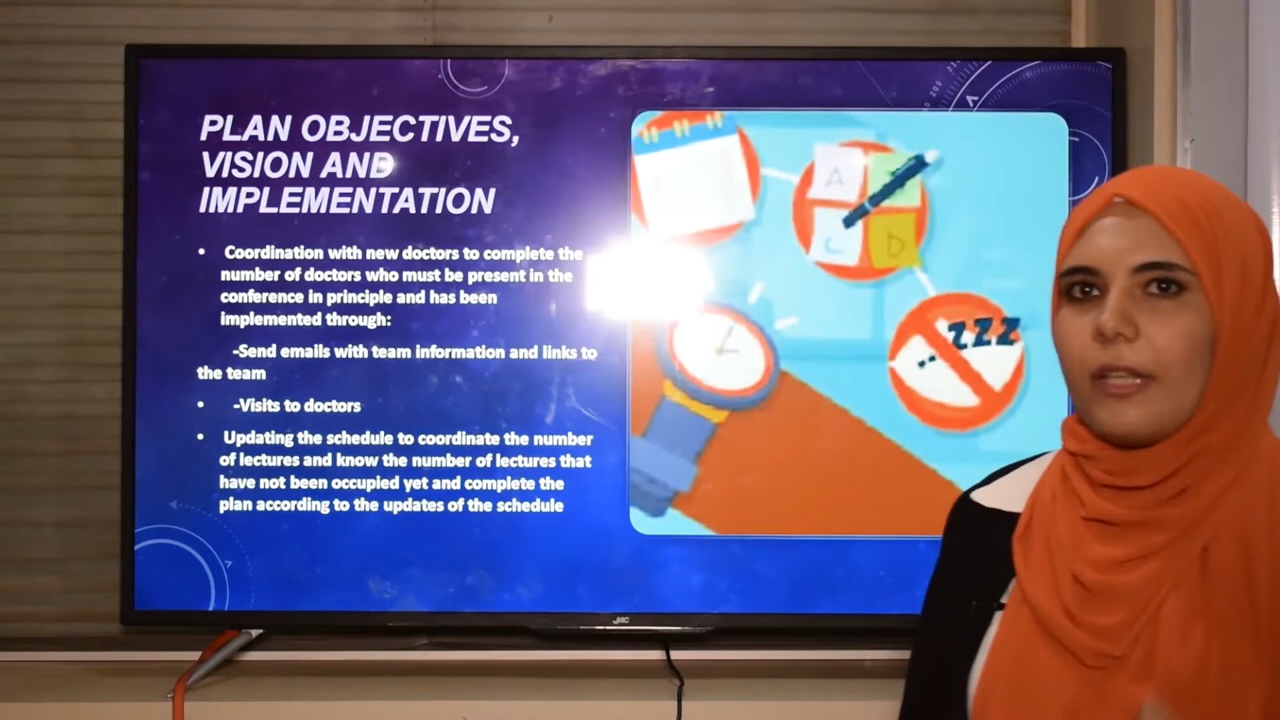 PLAN OBJECTIVES,
VISION AND
IMPLEMENTATION
• Coordination with new doctors to complete the
number of doctors who must be present in the
conference in principle and has been
implemented through:
-Send emails with team information and links to
the team
• -Visits to doctors
• Updating the schedule to coordinate the number
of lectures and know the number of lectures that
have not been occupied yet and complete the
plan according to the updates of the schedule
A
D
ZZZ
JAC